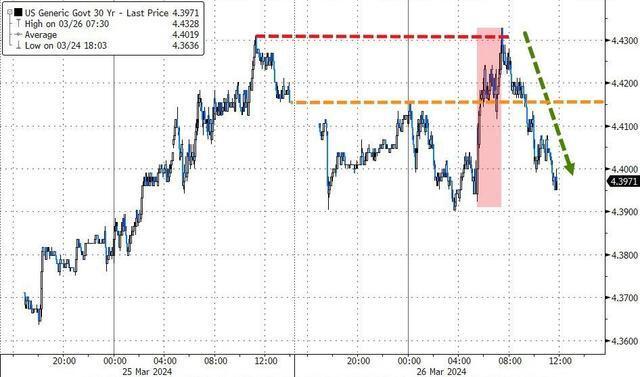 US Generic Govt 30 Yr - Last Price 4.3971
High on 03/26 07:30 4.4328
Average 4.4019
Low on 03/24 18:03 4.3636
4.4300
4.4200
4.4100
4.4000
4.3971
4.3900
4.3800
4.3700
4.3600
20:00 00:00 04:00 08:00 12:00 20:00 00:00 04:00 08:00 12:00
25 Mar 2024 26 Mar 2024